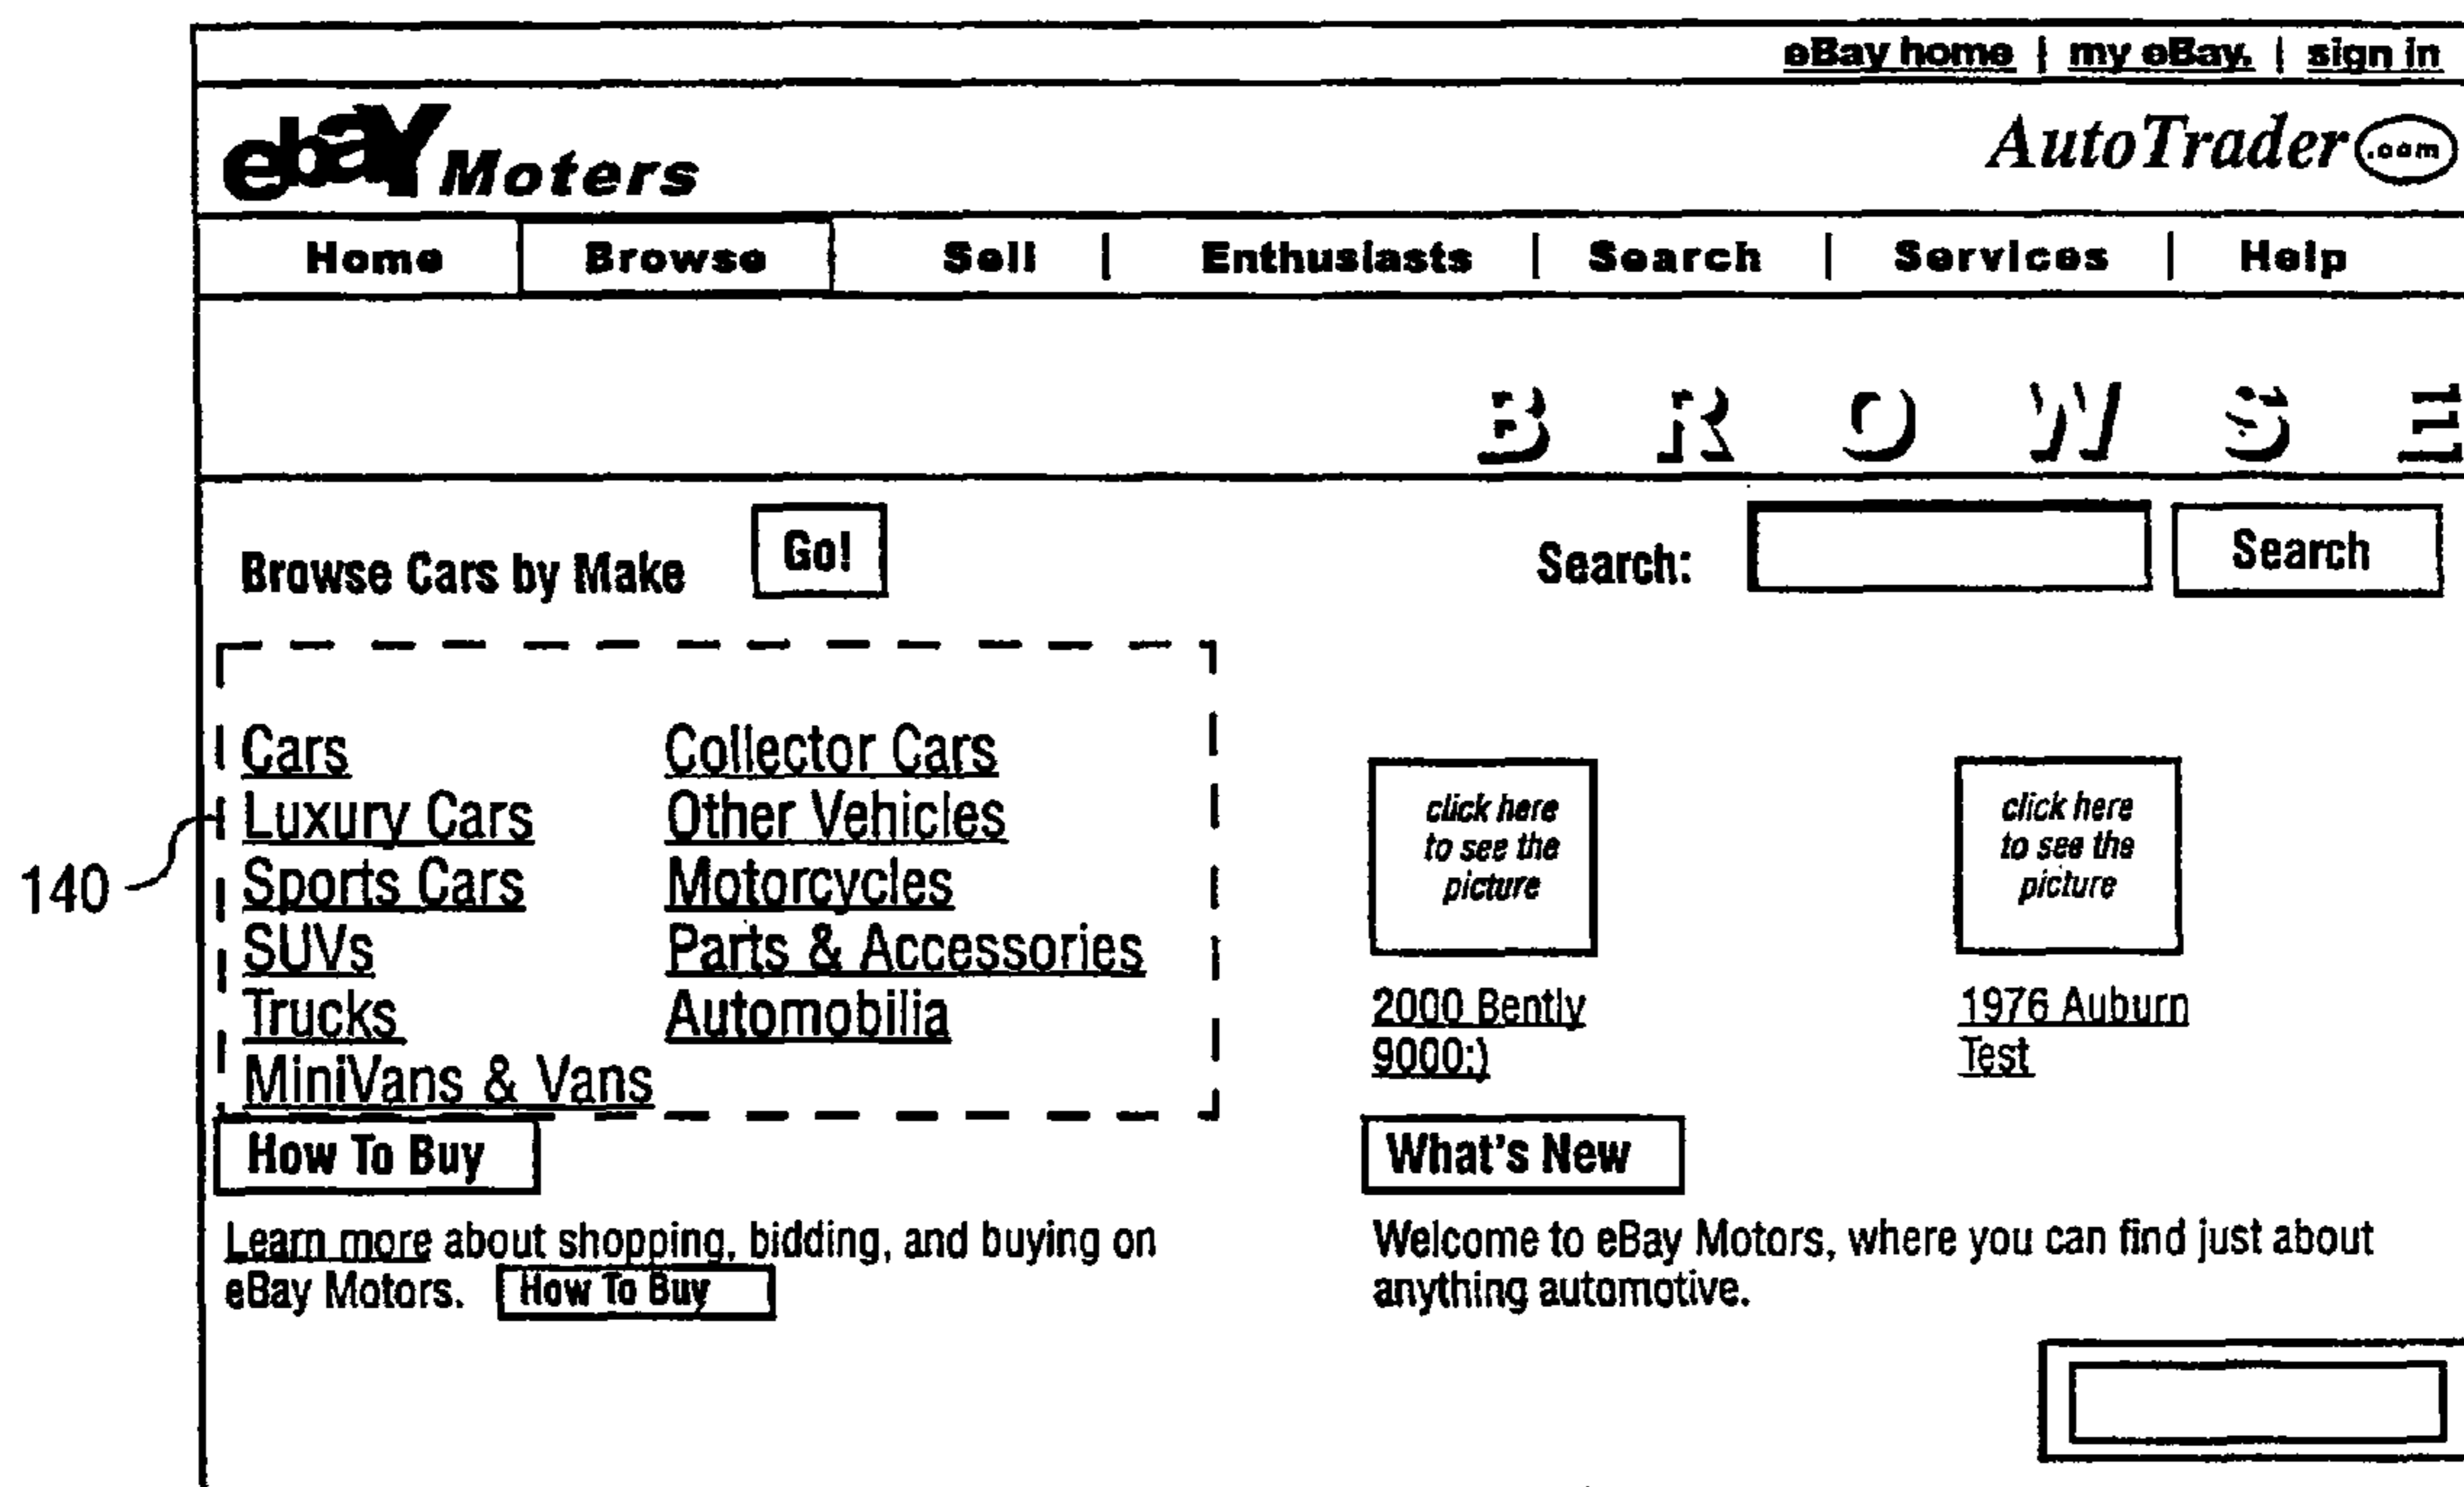 eBay home | my eBay. | sign in
ebay Moters
AutoTrader .com
Home Browse Sell | Enthusiasts | Search | Services | Help
B R O W S E
Browse Cars by Make Go! Search: Search
Cars Collector Cars
Luxury Cars Other Vehicles
140
Sports Cars Motorcycles
SUVs Parts & Accessories
Trucks Automobilia
MiniVans & Vans
click here
to see the
picture
2000 Bently
9000:)
click here
to see the
picture
1976 Auburn
Test
How To Buy
Learn more about shopping, bidding, and buying on
eBay Motors. How To Buy
What's New
Welcome to eBay Motors, where you can find just about
anything automotive.